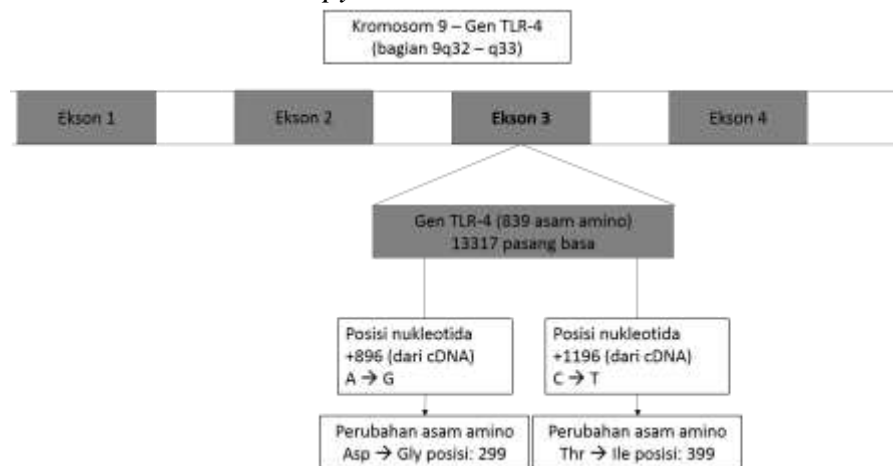 Kromosom 9 – Gen TLR-4
(bagian 9q32 – q33)
Ekson 1
Ekson 2
Ekson 3
Ekson 4
Gen TLR-4 (839 asam amino)
13317 pasang basa
Posisi nukleotida
+896 (dari cDNA)
A → G
Posisi nukleotida
+1196 (dari cDNA)
C → T
Perubahan asam amino
Asp → Gly posisi: 299
Perubahan asam amino
Thr → Ile posisi: 399